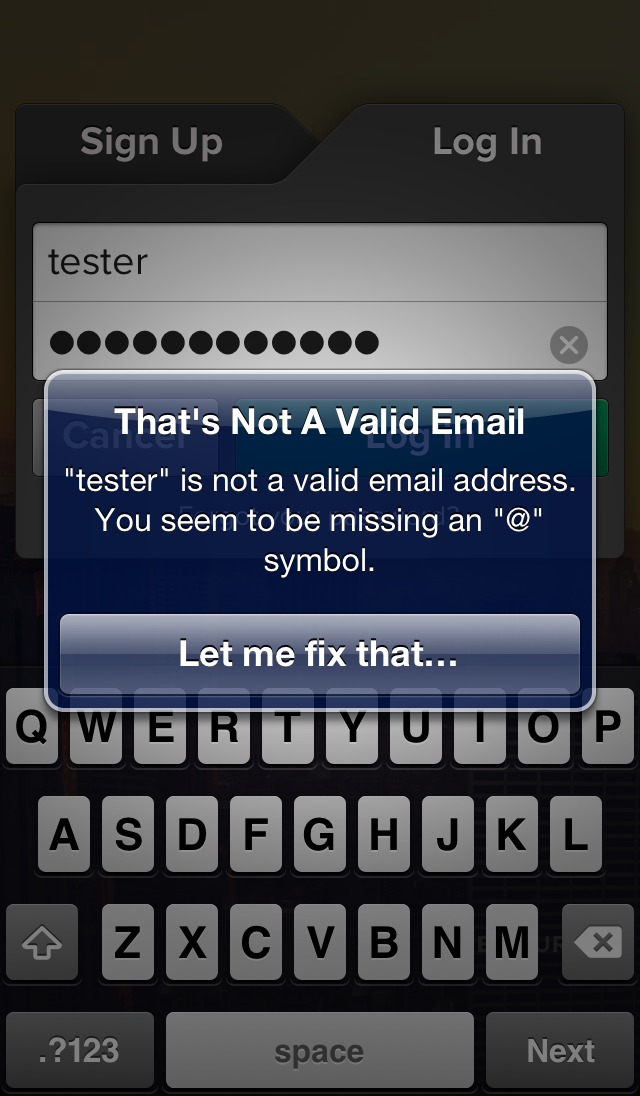 Sign Up
Log In
tester
Cancel
Log In
That's Not A Valid Email
"tester" is not a valid email address.
You seem to be missing an "@"
symbol.
Let me fix that...
Q W E R T Y U I O P
A S D F G H J K L
Z X C V B N M
.?123 space Next